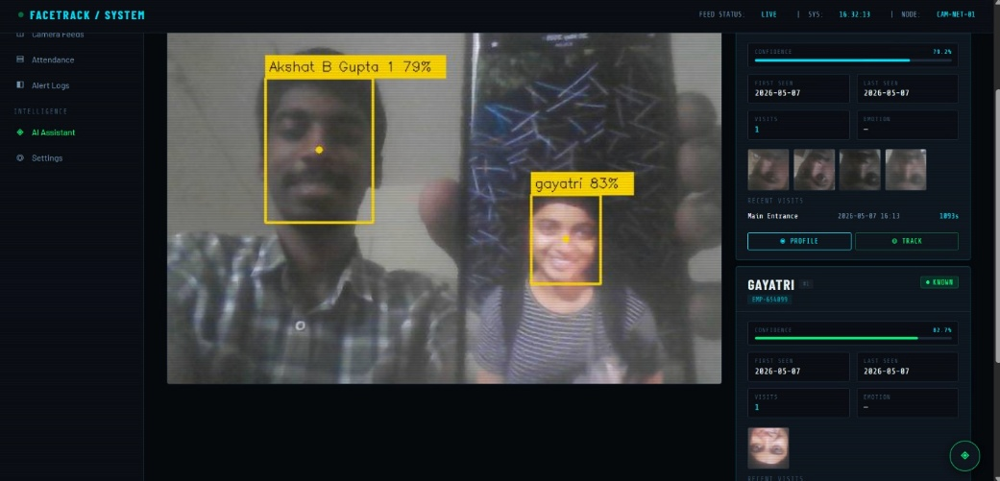 FACETRACK / SYSTEM
FEED STATUS: LIVE | SYS: 16:32:13 | NODE: CAM-NET-01
Camera Feeds
Attendance
Alert Logs
INTELLIGENCE
AI Assistant
Settings
Akshat B Gupta 1 79%
gayatri 83%
CONFIDENCE 79.2%
FIRST SEEN
2026-05-07
LAST SEEN
2026-05-07
VISITS
1
EMOTION
—
RECENT VISITS
Main Entrance 2026-05-07 16:13 1093s
PROFILE
TRACK
GAYATRI
KNOWN
CONFIDENCE 82.7%
FIRST SEEN
2026-05-07
LAST SEEN
2026-05-07
VISITS
1
EMOTION
—
RECENT VISITS